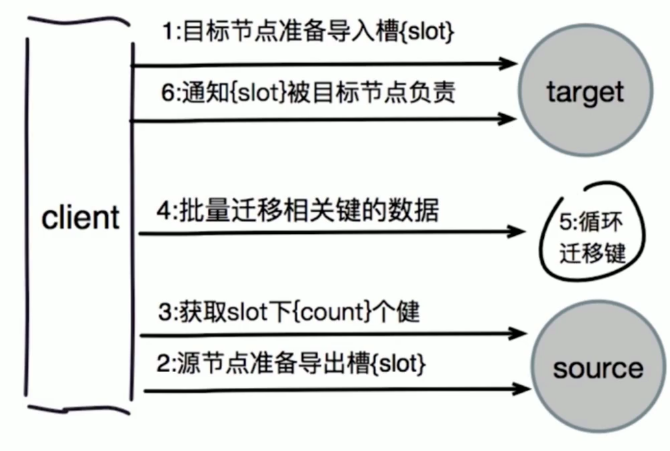 1:目标节点准备导入槽{slot}
target
6:通知{slot}被目标节点负责
client
4:批量迁移相关键的数据
5:循环
迁移键
3:获取slot下{count}个健
source
2:源节点准备导出槽{slot}